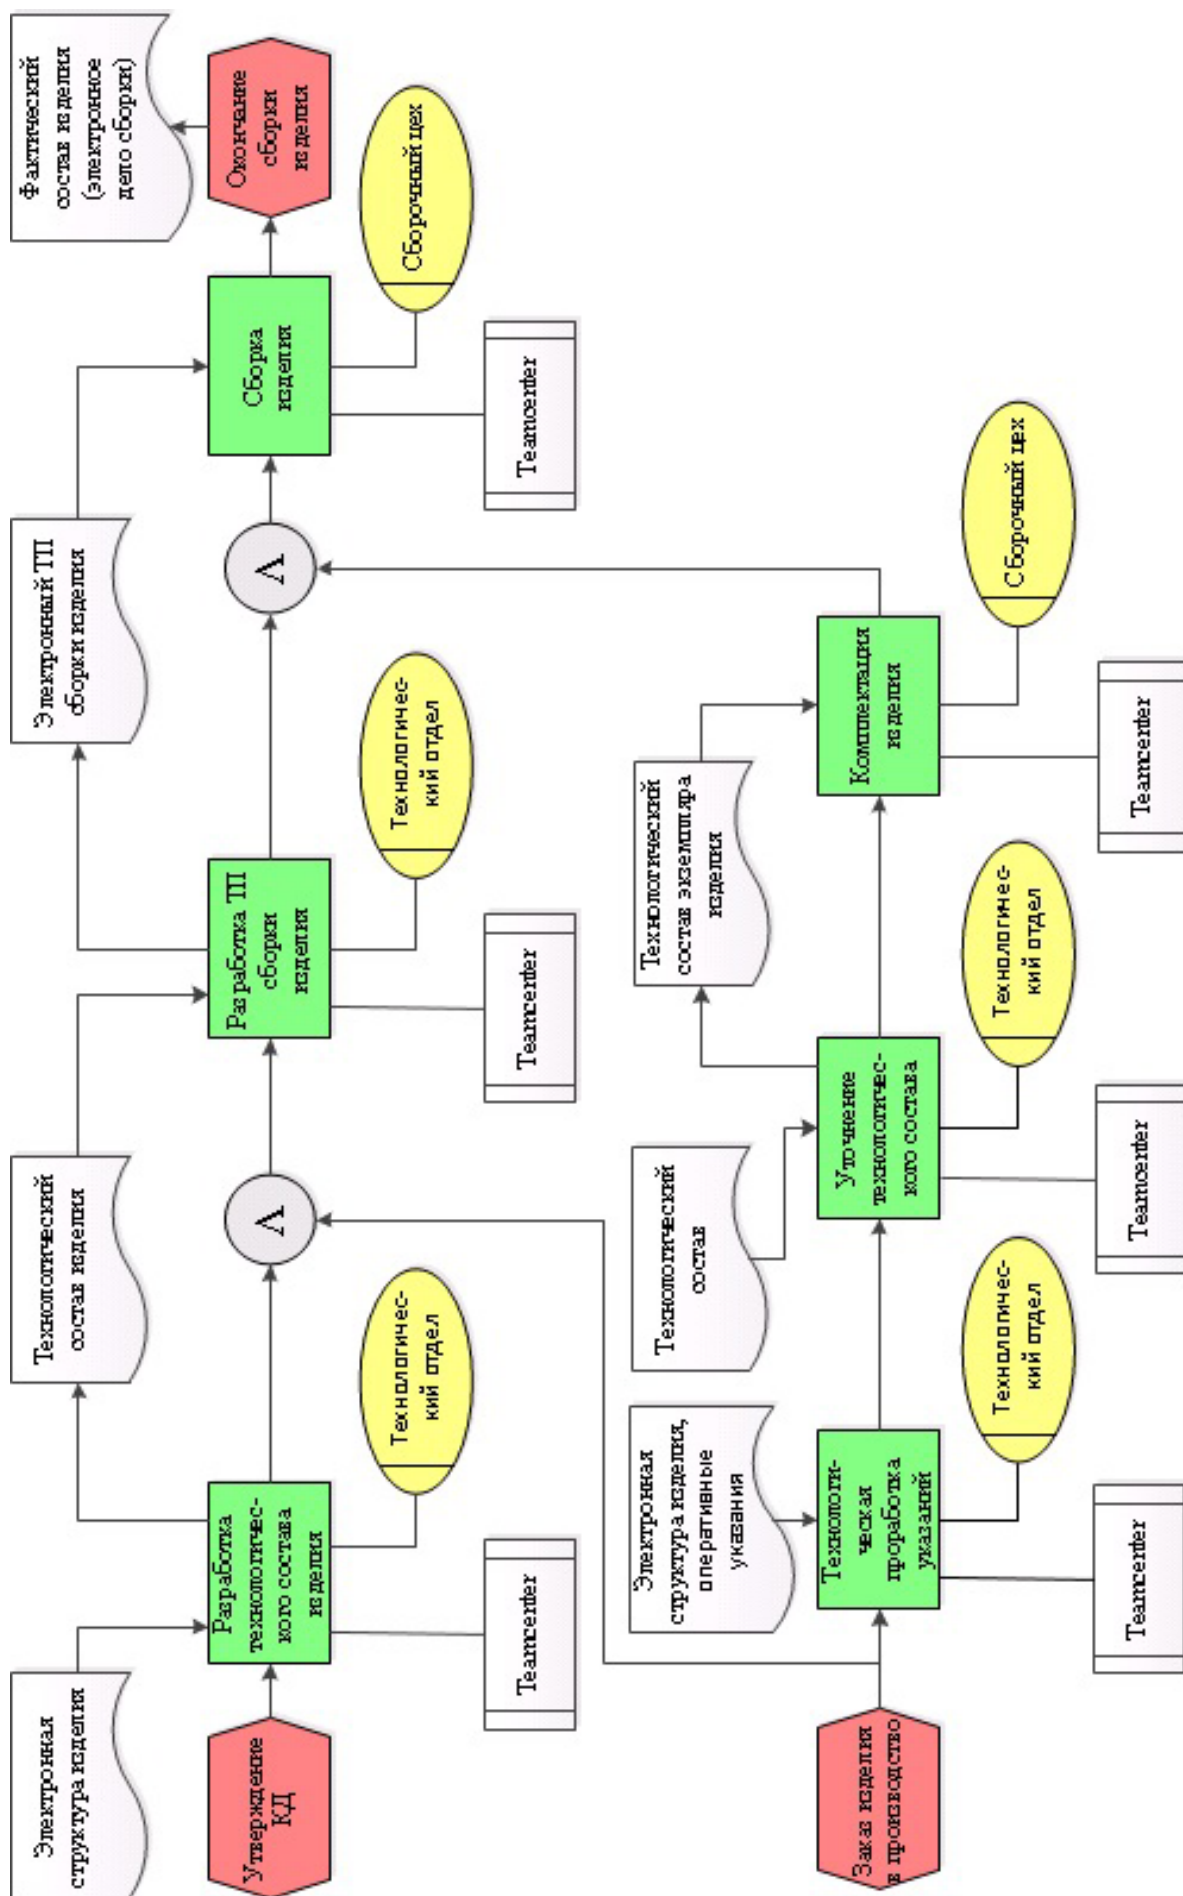 Электронная
структура изделия
Технологический
состав изделия
Электронный ТП
сборки изделия
Фактический
состав изделия
(электронное
дело сборки)
Утверждение
КД
Разработка
технологичес-
кого состава
изделия
Λ
Разработка ТП
сборки
изделия
Λ
Сборка
изделия
Окончание
сборки
изделия
Технологичес-
кий отдел
Технологичес-
кий отдел
Сборочный цех
Teamcenter
Teamcenter
Teamcenter
Электронная
структура изделия,
оперативные
указания
Технологический
состав
Технологический
состав экземпляра
изделия
Заказ изделия
в производство
Технологи-
ческая
проработка
указаний
Уточнение
технологичес-
кого состава
Комплектация
изделия
Технологичес-
кий отдел
Технологичес-
кий отдел
Сборочный цех
Teamcenter
Teamcenter
Teamcenter